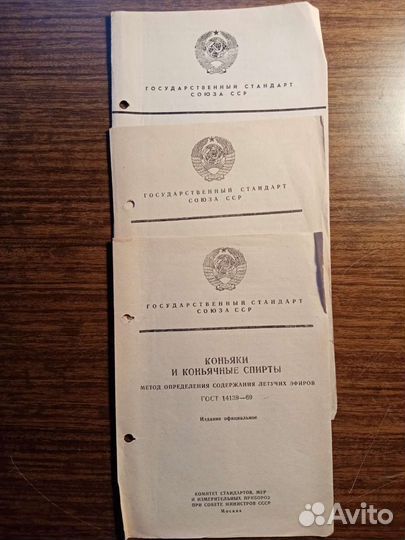 ГОСУДАРСТВЕННЫЙ СТАНДАРТ
СОЮЗА ССР
ГОСУДАРСТВЕННЫЙ СТАНДАРТ
СОЮЗА ССР
ГОСУДАРСТВЕННЫЙ СТАНДАРТ
СОЮЗА ССР
КОНЬЯКИ
И КОНЬЯЧНЫЕ СПИРТЫ
МЕТОД ОПРЕДЕЛЕНИЯ СОДЕРЖАНИЯ ЛЕТУЧИХ ЭФИРОВ
ГОСТ 14139—69
Издание официальное
КОМИТЕТ СТАНДАРТОВ, МЕР
И ИЗМЕРИТЕЛЬНЫХ ПРИБОРОВ
ПРИ СОВЕТЕ МИНИСТРОВ СССР
Москва
Avito